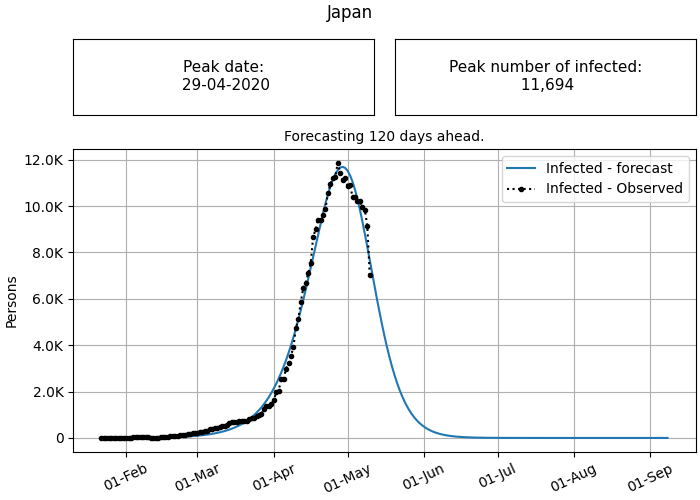 Japan
Peak date:
29-04-2020
Peak number of infected:
11,694
Forecasting 120 days ahead.
12.0K
10.0K
8.0K
6.0K
4.0K
2.0K
0
Persons
Infected - forecast
Infected - Observed
01-Feb
01-Mar
01-Apr
01-May
01-Jun
01-Jul
01-Aug
01-Sep